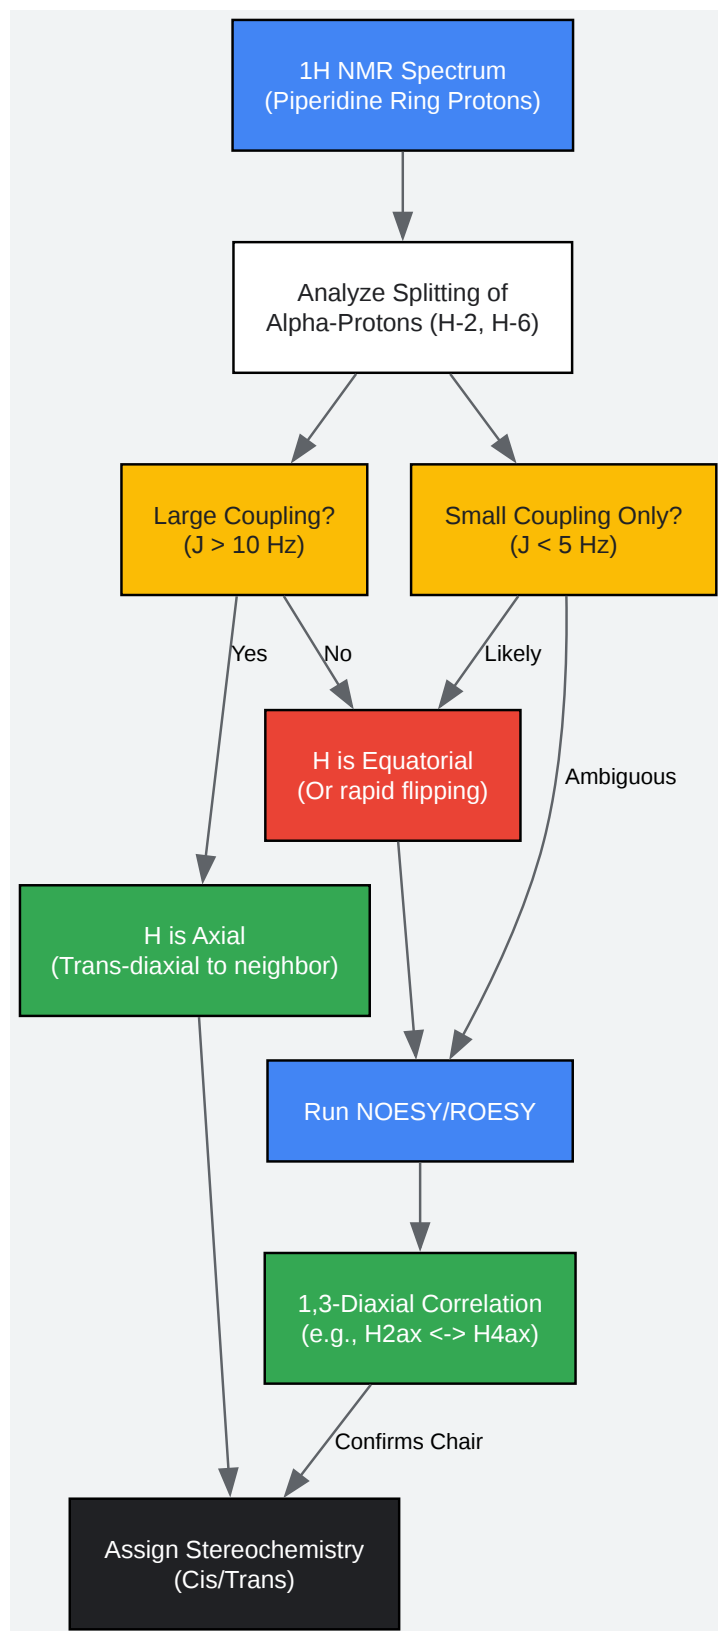 1H NMR Spectrum
(Piperidine Ring Protons)
Analyze Splitting of
Alpha-Protons (H-2, H-6)
Large Coupling?
(J > 10 Hz)
Small Coupling Only?
(J < 5 Hz)
Yes
No
Likely
H is Equatorial
(Or rapid flipping)
Ambiguous
H is Axial
(Trans-diaxial to neighbor)
Run NOESY/ROESY
1,3-Diaxial Correlation
(e.g., H2ax <-> H4ax)
Confirms Chair
Assign Stereochemistry
(Cis/Trans)